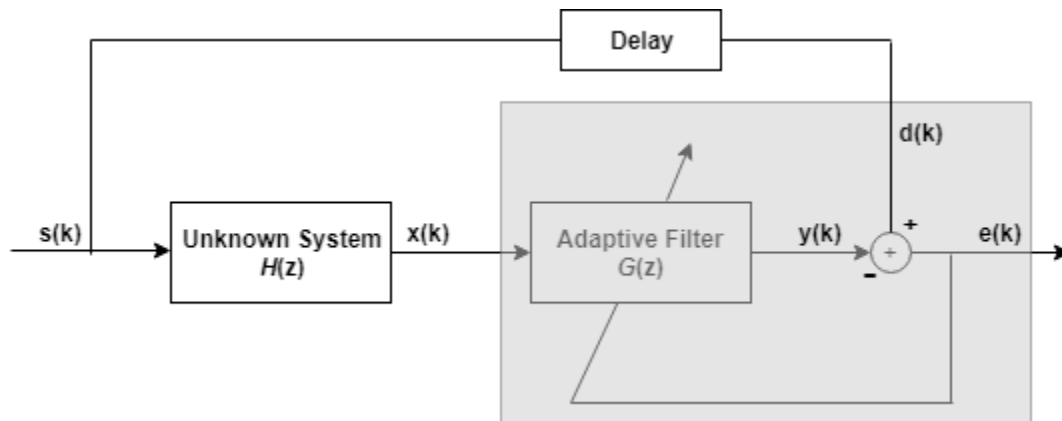 Delay
d(k)
s(k)
Unknown System
H(z)
x(k)
Adaptive Filter
G(z)
y(k)
+
+
-
e(k)